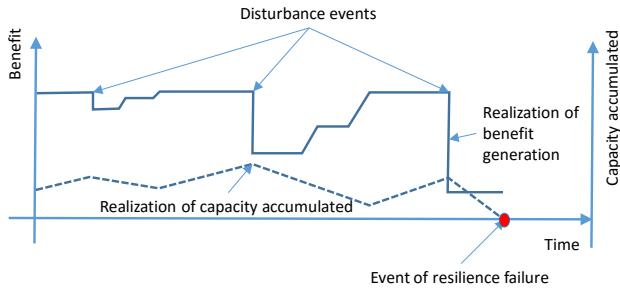 Disturbance events
Benefit
Capacity accumulated
Realization of
benefit
generation
Realization of capacity accumulated
Time
Event of resilience failure